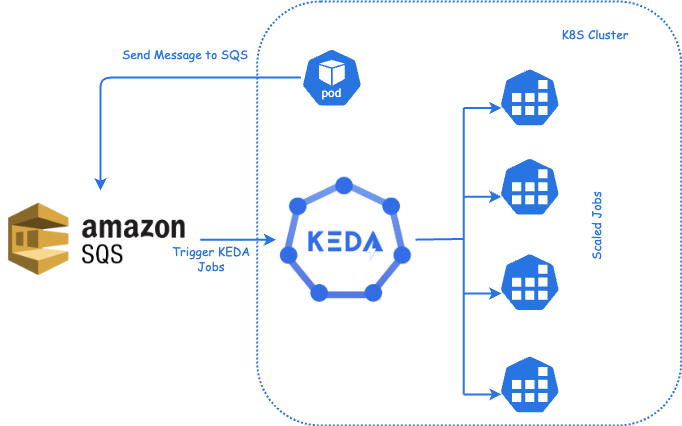 K8S Cluster
Send Message to SQS
pod
amazon
SQS
Trigger KEDA
Jobs
KEDA
Scaled Jobs